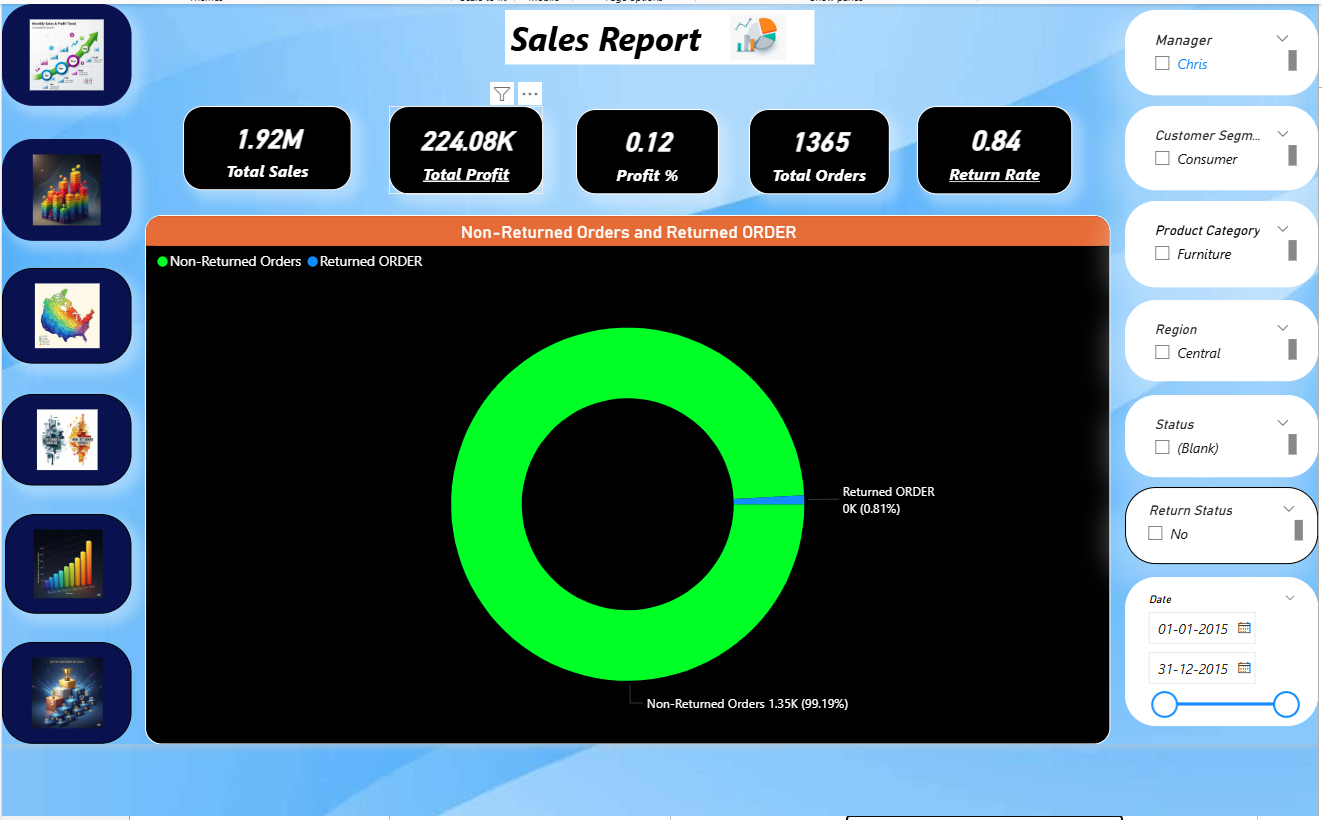 Sales Report
1.92M
Total Sales
224.08K
Total Profit
0.12
Profit %
1365
Total Orders
0.84
Return Rate
Non-Returned Orders and Returned ORDER
Non-Returned Orders
Returned ORDER
Returned ORDER
0K (0.81%)
Non-Returned Orders 1.35K (99.19%)
Manager
Chris
Customer Segm...
Consumer
Product Category
Furniture
Region
Central
Status
(Blank)
Return Status
No
Date
01-01-2015
31-12-2015